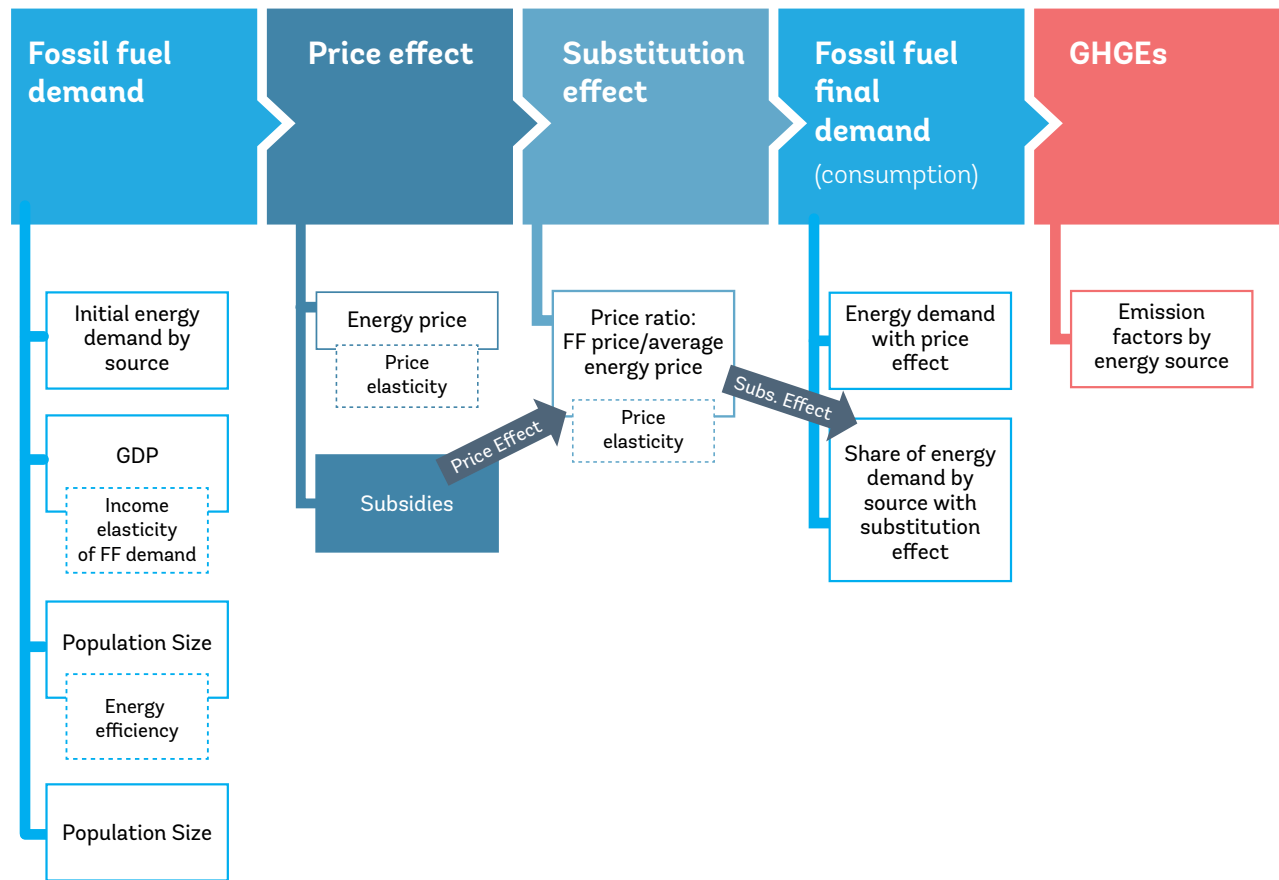 Fossil fuel
demand
Price effect
Substitution
effect
Fossil fuel
final
demand
(consumption)
GHGEs
Initial energy
demand by
source
GDP
Income
elasticity
of FF demand
Population Size
Energy
efficiency
Population Size
Energy price
Price
elasticity
Subsidies
Price Effect
Price ratio:
FF price/average
energy price
Price
elasticity
Subs. Effect
Energy demand
with price
effect
Share of energy
demand by
source with
substitution
effect
Emission
factors by
energy source